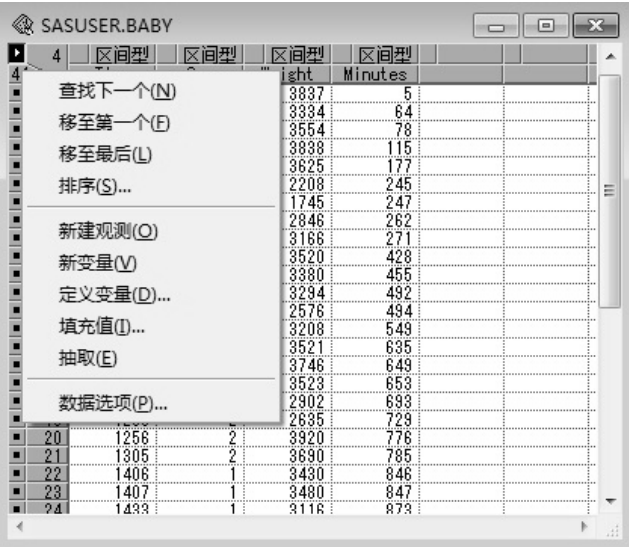 SASUSER.BABY
4 区间型 区间型 区间型 区间型
Minutes
查找下一个(N)
移至第一个(F)
移至最后(L)
排序(S)...
新建观测(O)
新变量(V)
定义变量(D)...
填充值(I)...
抽取(E)
数据选项(P)...
3837 5
3334 64
3554 78
3838 115
3625 177
2208 245
1745 247
2846 262
3166 271
3520 428
3380 455
3294 492
2576 494
3208 549
3521 635
3746 649
3523 653
2902 693
2635 729
20 1256 2 3920 776
21 1305 2 3690 785
22 1406 1 3430 846
23 1407 1 3480 847
24 1433 1 3116 873